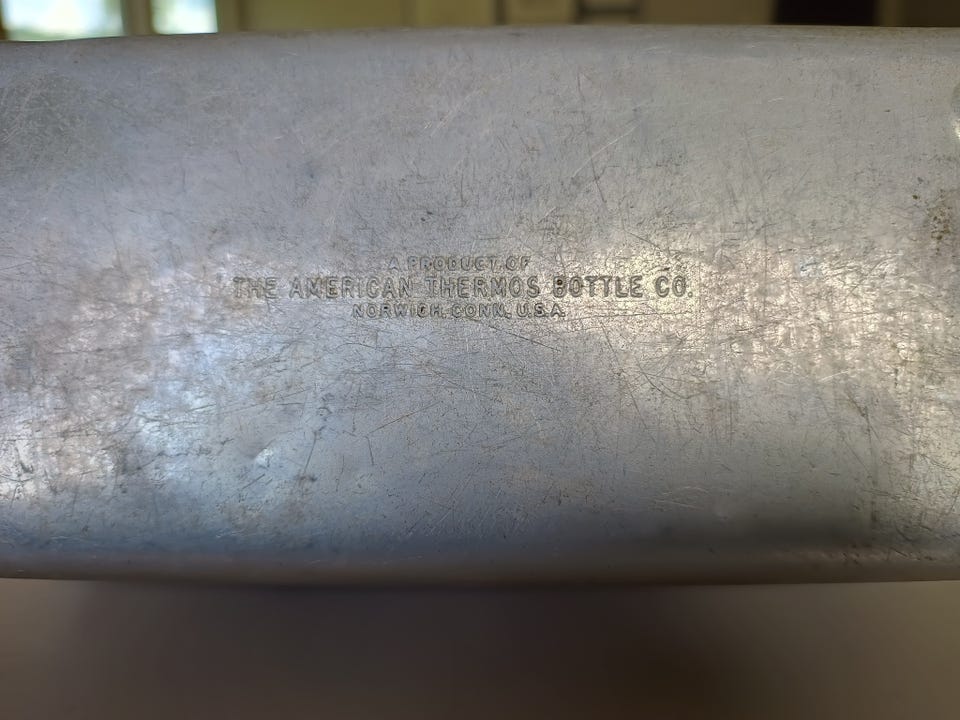 A PRODUCT OF
THE AMERICAN THERMOS BOTTLE CO.
NORWICH, CONN., U.S.A.